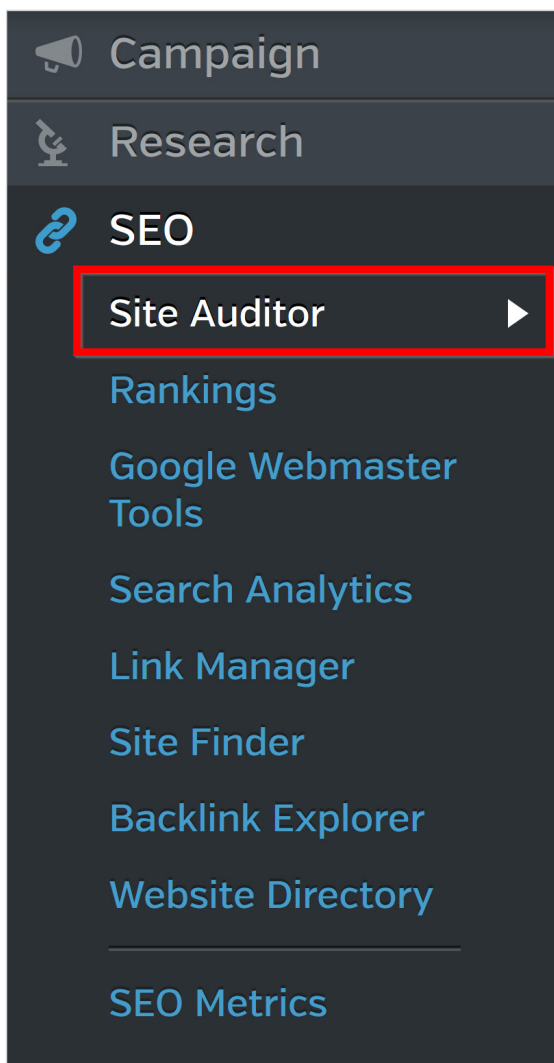 Campaign
Research
SEO
Site Auditor
Rankings
Google Webmaster
Tools
Search Analytics
Link Manager
Site Finder
Backlink Explorer
Website Directory
SEO Metrics